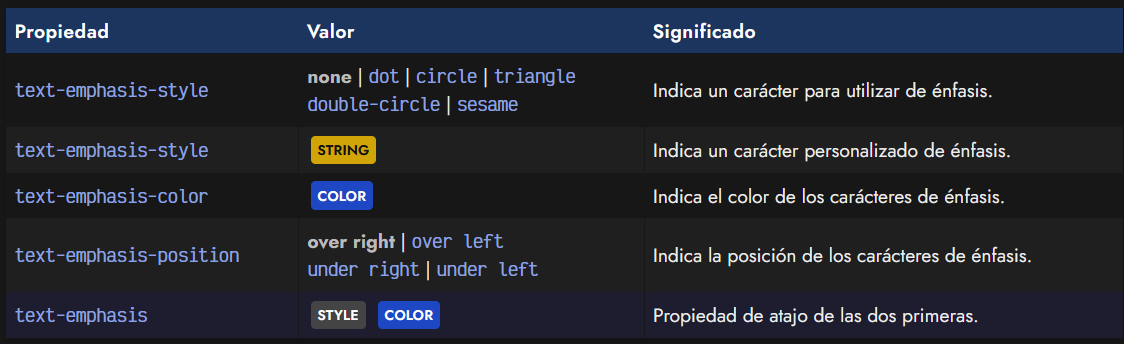 Propiedad Valor Significado
text-emphasis-style none | dot | circle | triangle Indica un carácter para utilizar de énfasis.
double-circle | sesame
text-emphasis-style STRING Indica un carácter personalizado de énfasis.
text-emphasis-color COLOR Indica el color de los carácteres de énfasis.
text-emphasis-position over right | over left Indica la posición de los carácteres de énfasis.
under right | under left
text-emphasis STYLE COLOR Propiedad de atajo de las dos primeras.